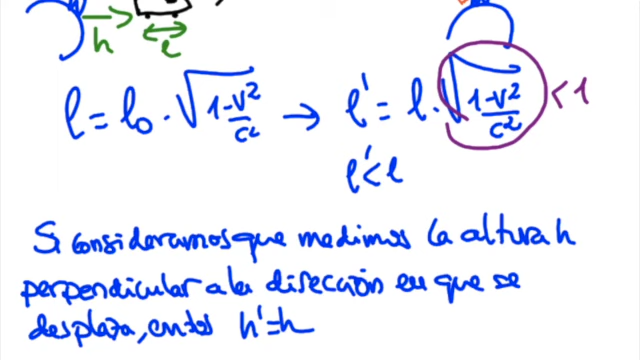 h l
l = l₀ · √(1-v²/c²) → l' = l · √(1-v²/c²) < 1
l' < l
Si consideramos que medimos la altura h
perpendicular a la dirección en que se
desplaza, entos h'=h